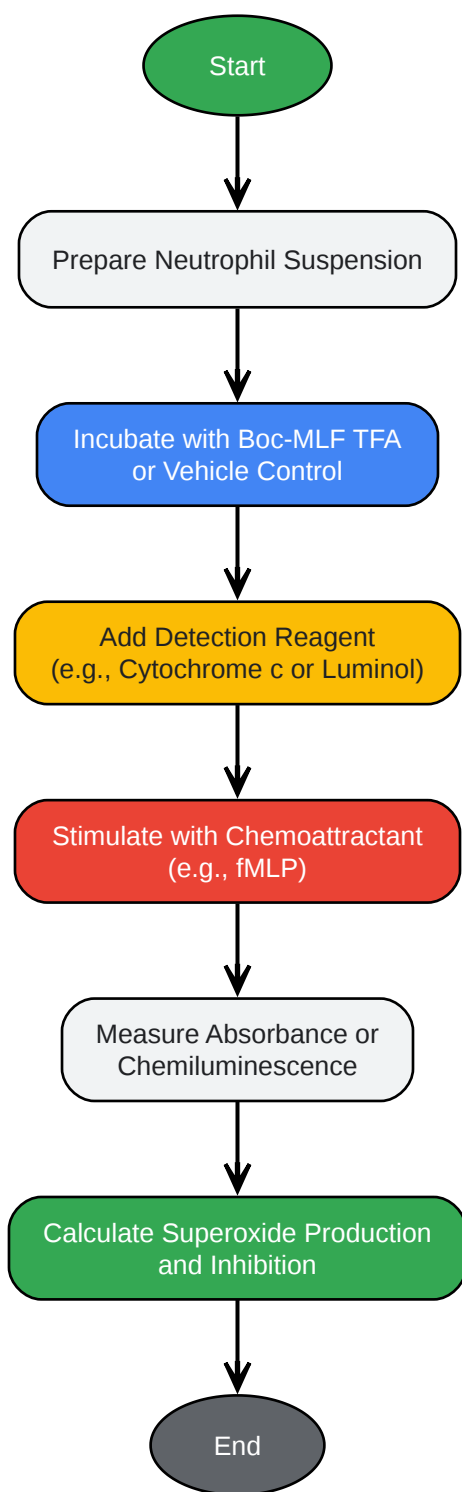 Start
Prepare Neutrophil Suspension
Incubate with Boc-MLF TFA
or Vehicle Control
Add Detection Reagent
(e.g., Cytochrome c or Luminol)
Stimulate with Chemoattractant
(e.g., fMLP)
Measure Absorbance or
Chemiluminescence
Calculate Superoxide Production
and Inhibition
End